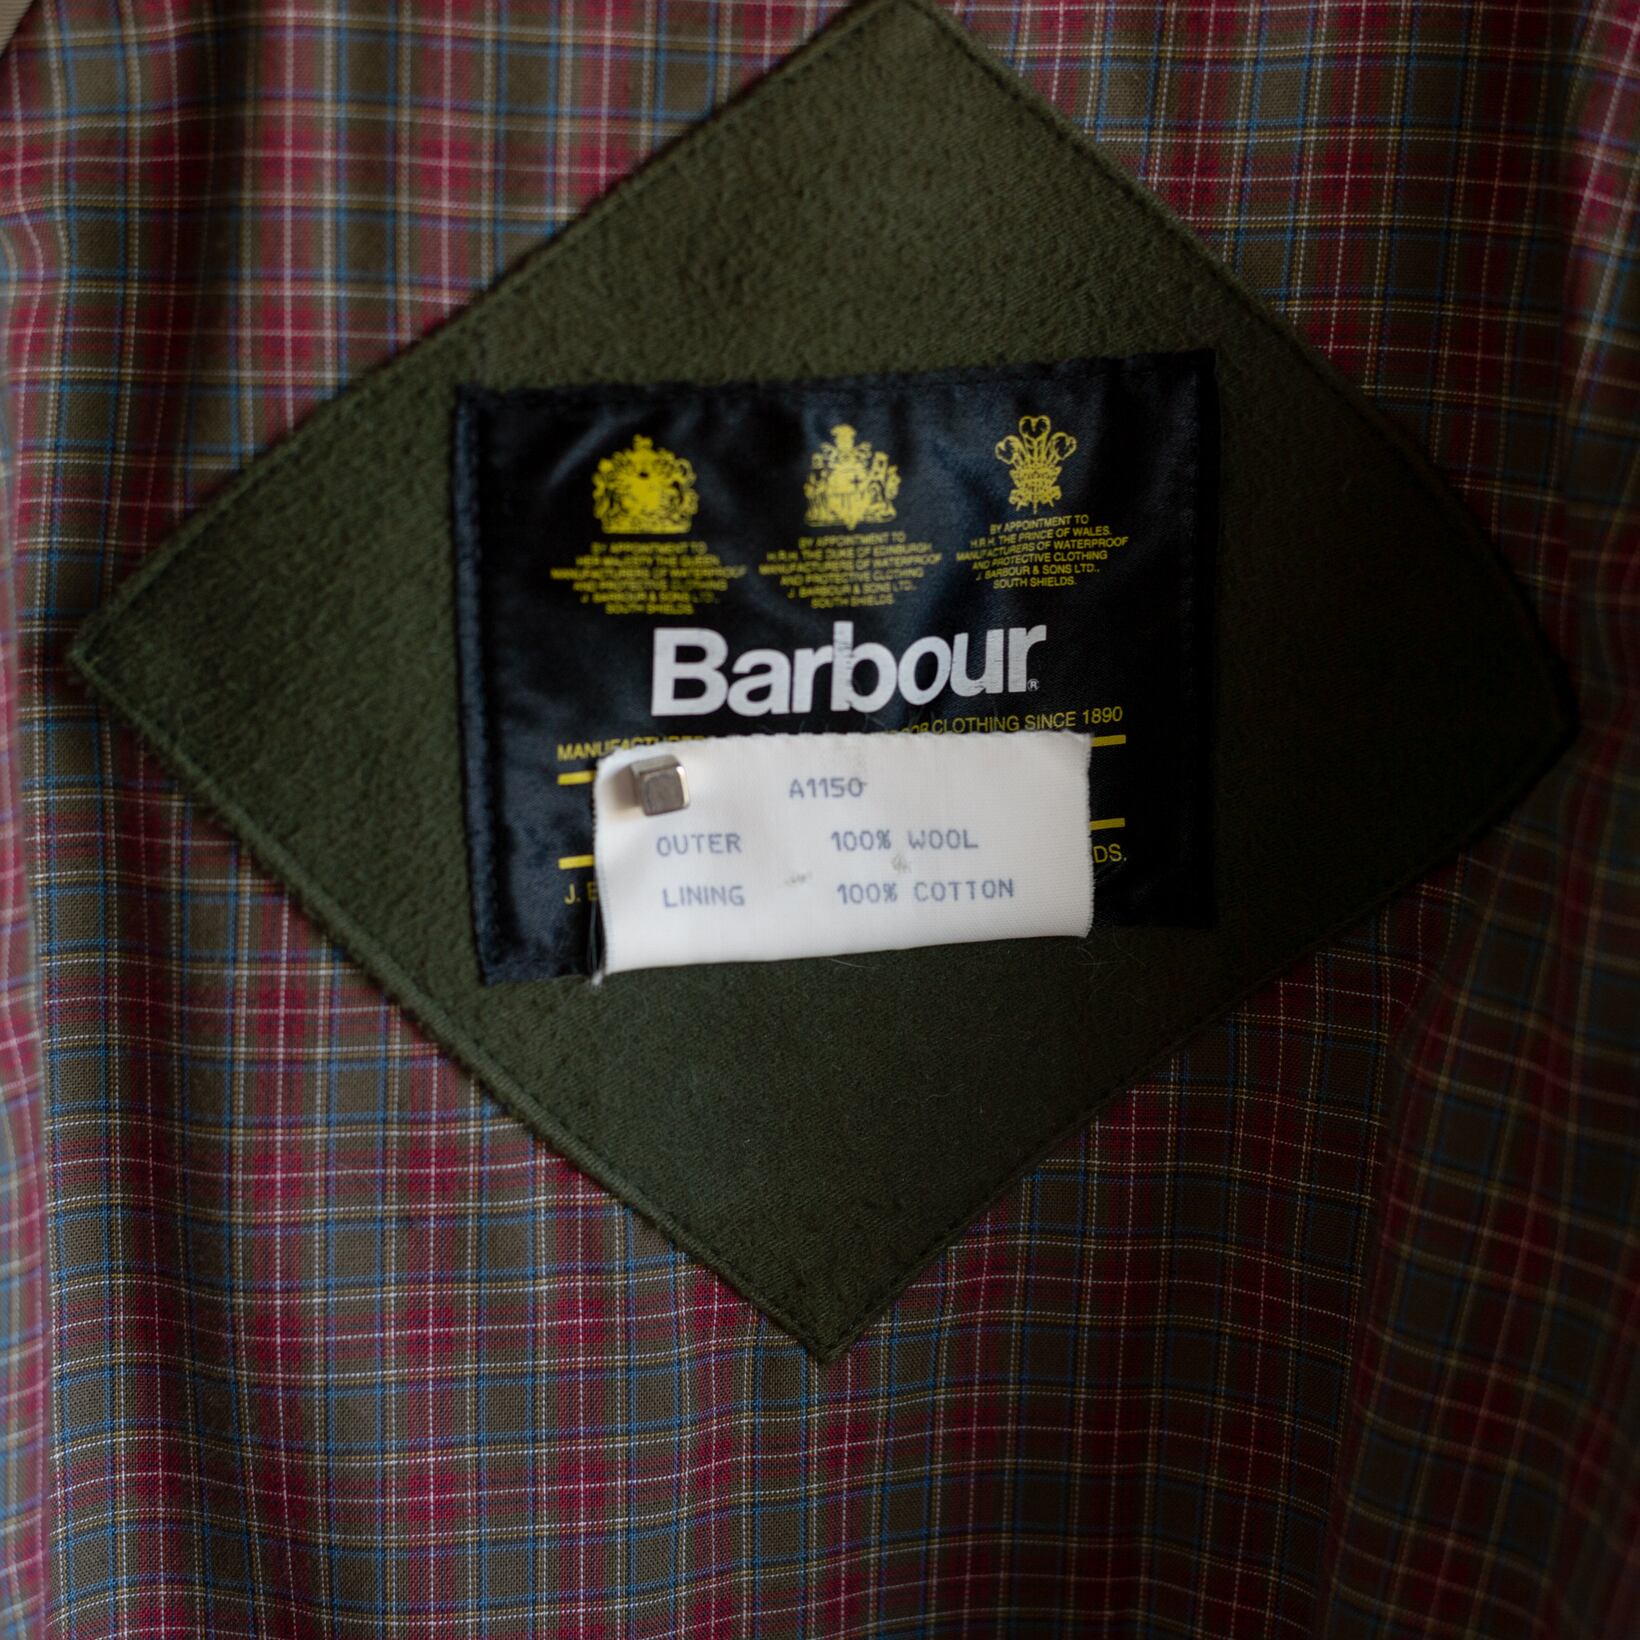 BY APPOINTMENT TO
HER MAJESTY THE QUEEN,
MANUFACTURERS OF WATERPROOF
AND PROTECTIVE CLOTHING
J. BARBOUR & SONS LTD.,
SOUTH SHIELDS.
BY APPOINTMENT TO
H.R.H. THE DUKE OF EDINBURGH
MANUFACTURERS OF WATERPROOF
AND PROTECTIVE CLOTHING
J. BARBOUR & SONS LTD.,
SOUTH SHIELDS.
BY APPOINTMENT TO
H.R.H. THE PRINCE OF WALES.
MANUFACTURERS OF WATERPROOF
AND PROTECTIVE CLOTHING
J. BARBOUR & SONS LTD.,
SOUTH SHIELDS.
Barbour®
CLOTHING SINCE 1890
A1150
OUTER 100% WOOL
LINING 100% COTTON
J.
DS.